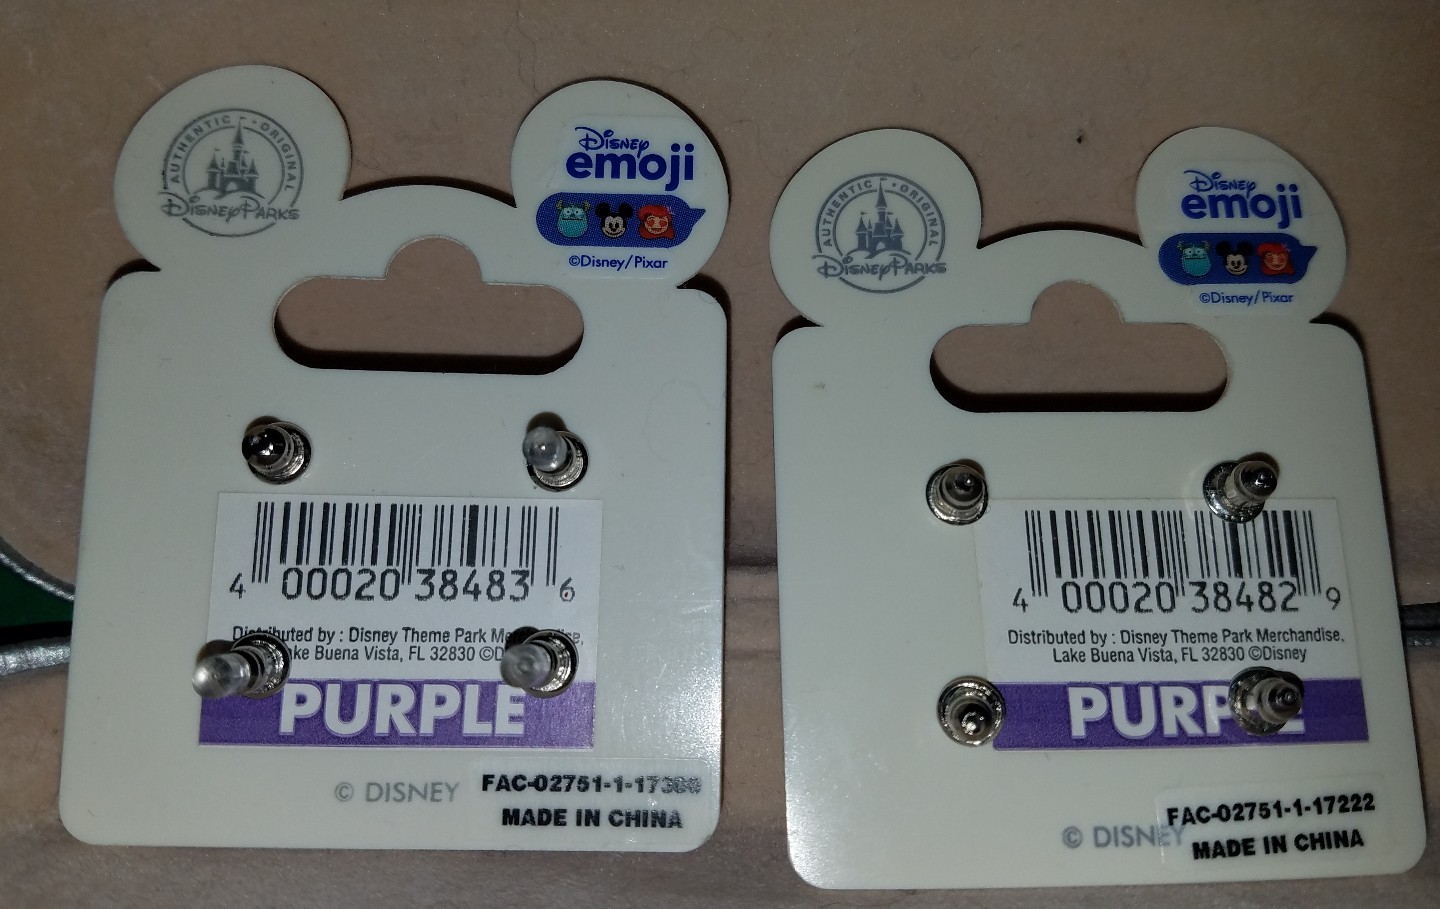 AUTHENTIC • ORIGINAL
DISNEY PARKS
Disney
emoji
©Disney/Pixar
4 00020 38483 6
Distributed by : Disney Theme Park
Lake Buena Vista, FL 32830
PURPLE
© DISNEY
FAC-02751-1-17
MADE IN CHINA
AUTHENTIC • ORIGINAL
DISNEY PARKS
Disney
emoji
©Disney/Pixar
4 00020 38482 9
Distributed by : Disney Theme Park Merchandise.
Lake Buena Vista, FL 32830 ©Disney
PURPLE
© DISNEY
FAC-02751-1-17222
MADE IN CHINA